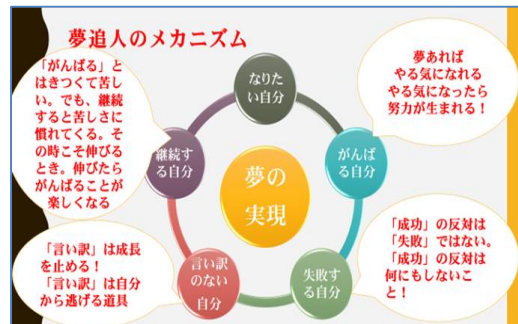 夢追人のメカニズム
「がんばる」と
はきつくて苦し
い。でも、継続
すると苦しさに
慣れてくる。そ
の時こそ伸びる
とき。伸びたら
がんばることが
楽しくなる
夢あれば
やる気になれる
やる気になったら
努力が生まれる！
なりた
い自分
継続す
る自分
がんば
る自分
夢の
実現
言い訳
のない
自分
失敗す
る自分
「言い訳」は成長
を止める！
「言い訳」は自分
から逃げる道具
「成功」の反対は
「失敗」ではない。
「成功」の反対は
何にもしないこ
と！